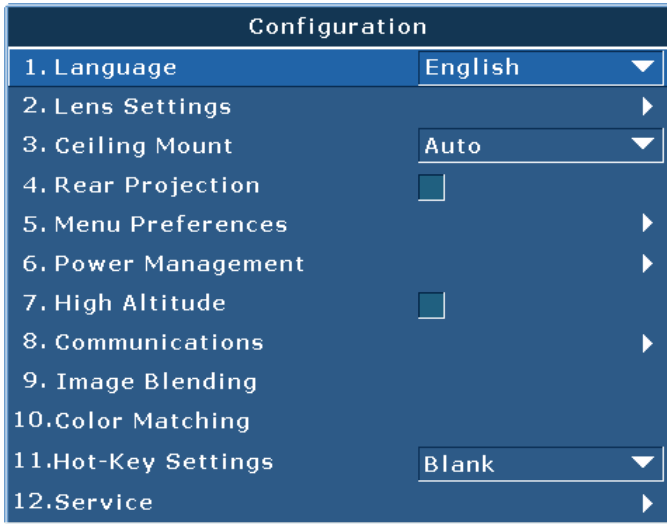 Configuration
1. Language English
2. Lens Settings
3. Ceiling Mount Auto
4. Rear Projection
5. Menu Preferences
6. Power Management
7. High Altitude
8. Communications
9. Image Blending
10.Color Matching
11.Hot-Key Settings Blank
12.Service